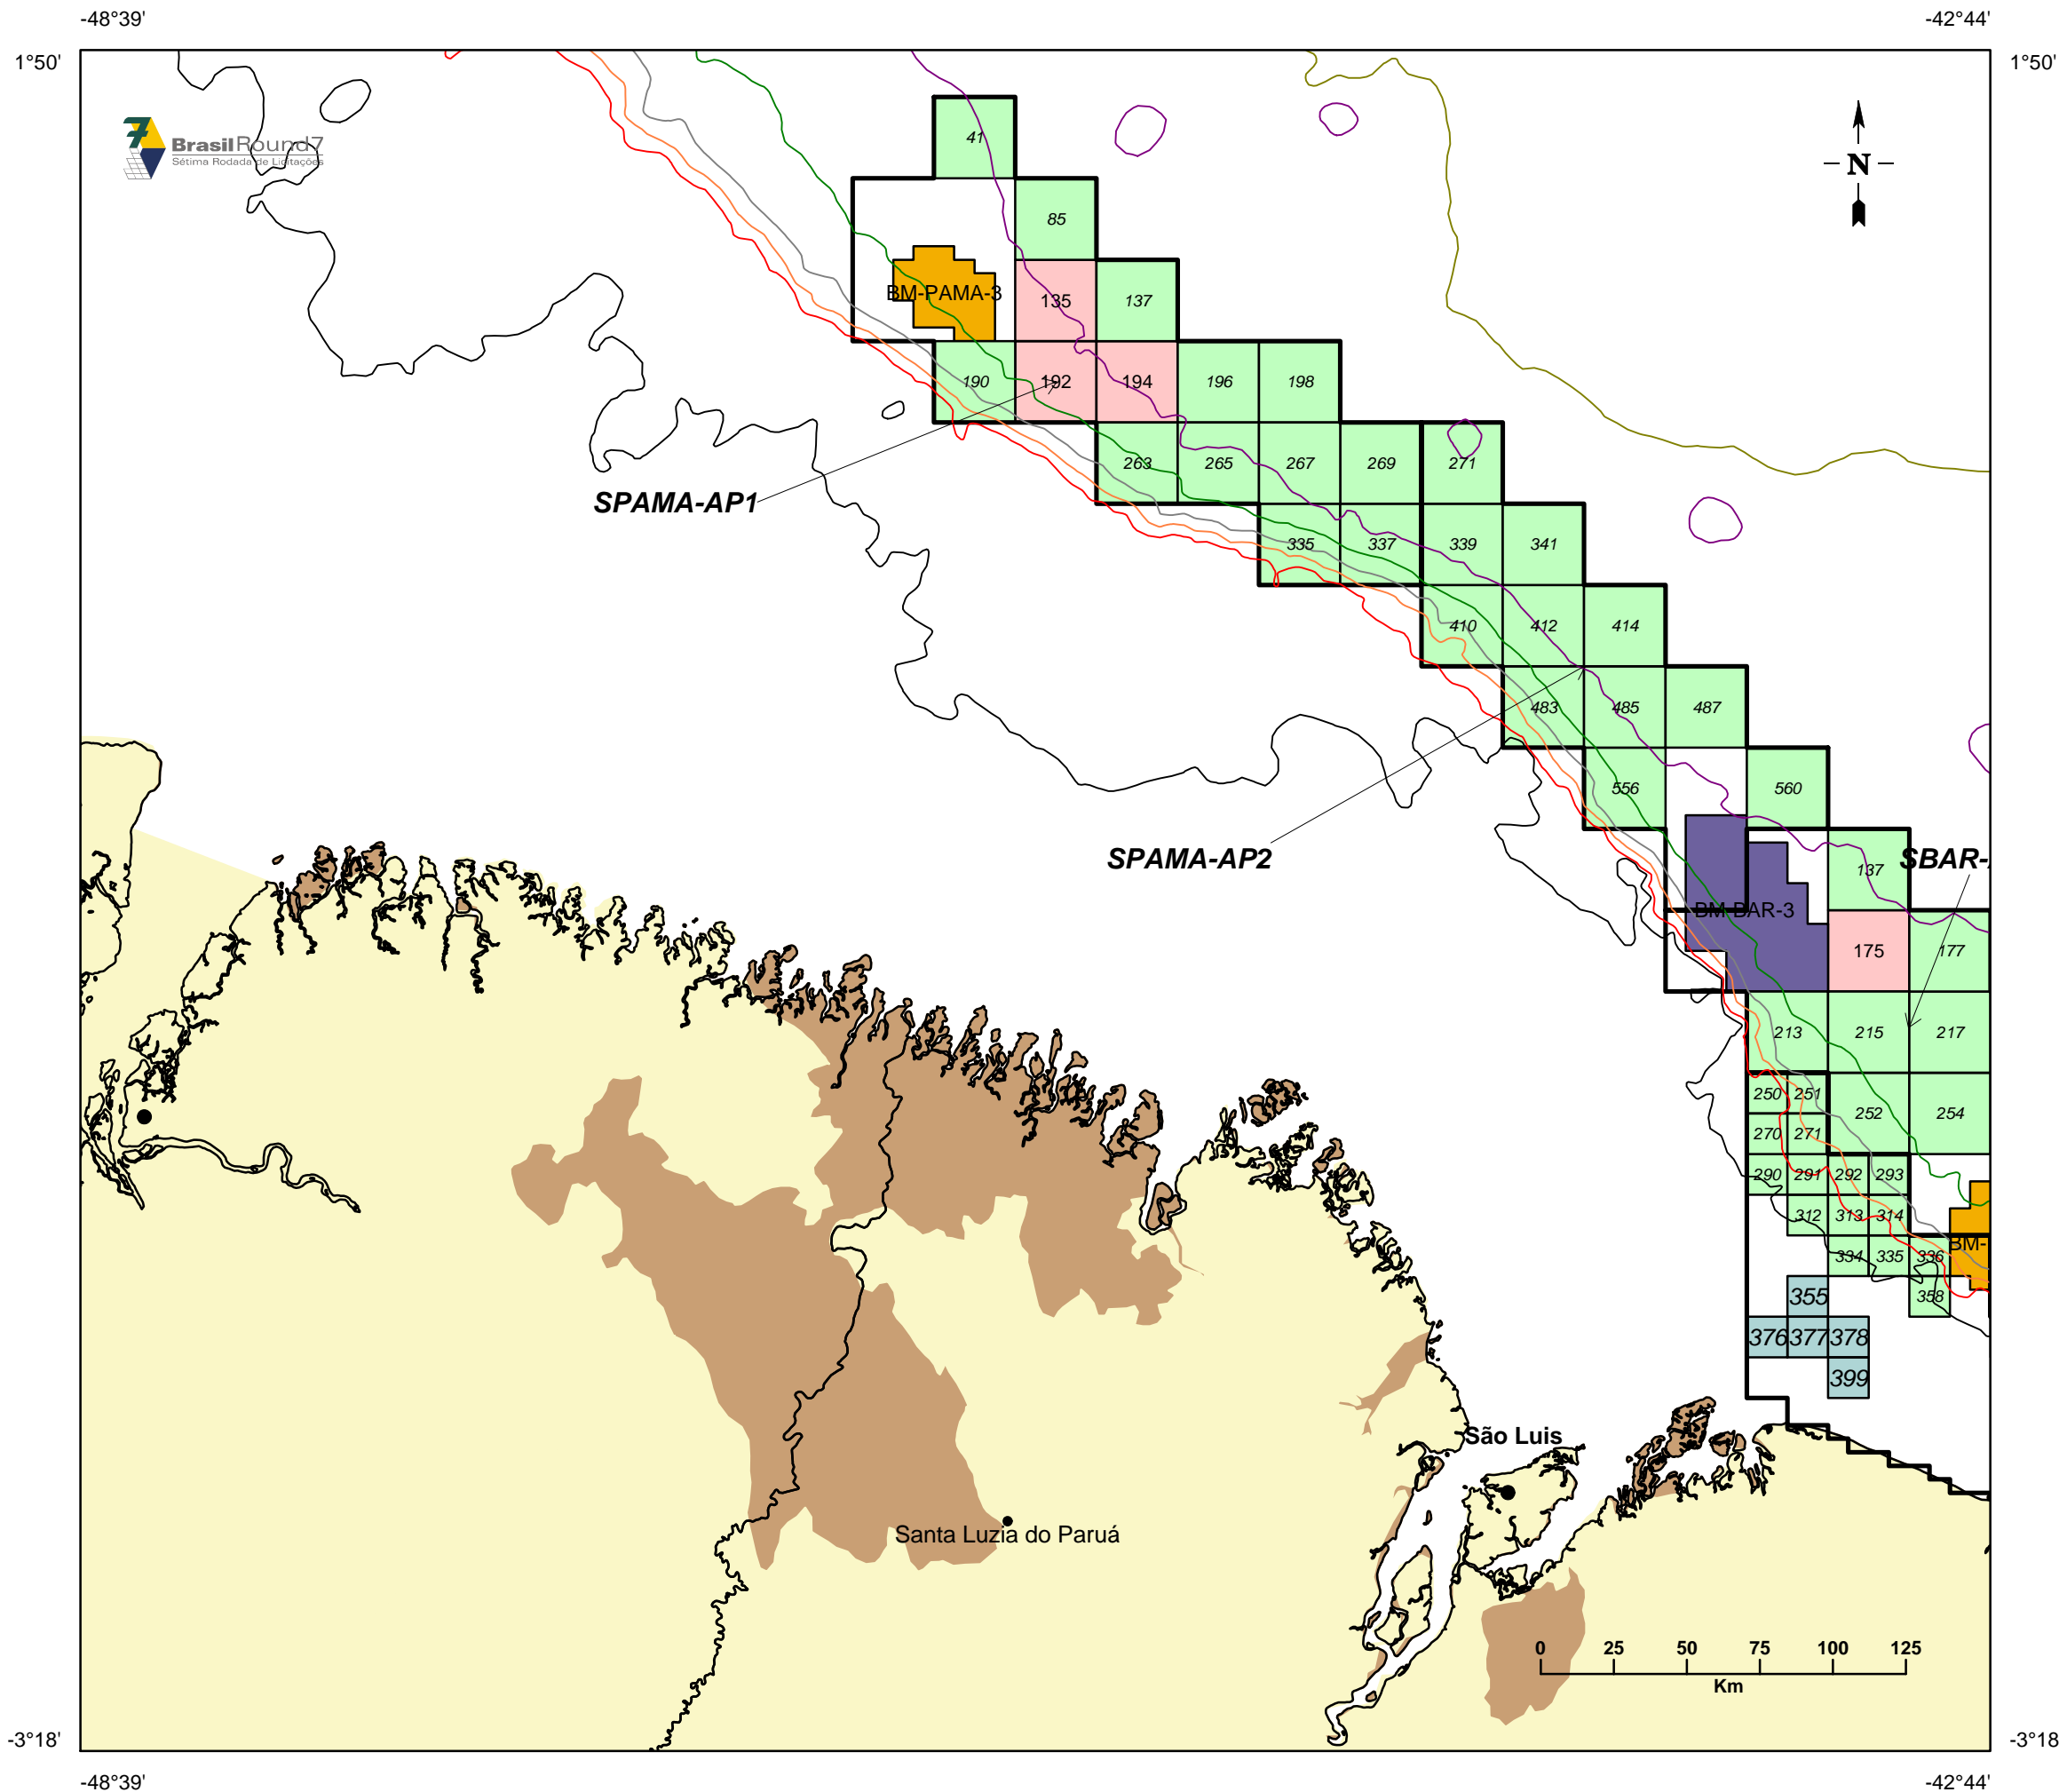 -48°39' -42°44'
1°50' 1°50'
BrasilRound7
Sétima Rodada de Licitações
N
41
85
BM-PAMA-3 135 137
190 192 194 196 198
263 265 267 269 271
SPAMA-AP1
335 337 339 341
410 412 414
483 485 487
556 560
SPAMA-AP2 137 SBAR-
BM-BAR-3
175 177
213 215 217
250 251
252 254
270 271
290 291 292 293
312 313 314
334 335 336 BM-
355 358
376 377 378
399
São Luis
Santa Luzia do Paruá
0 25 50 75 100 125
Km
-3°18' -3°18
-48°39' -42°44'